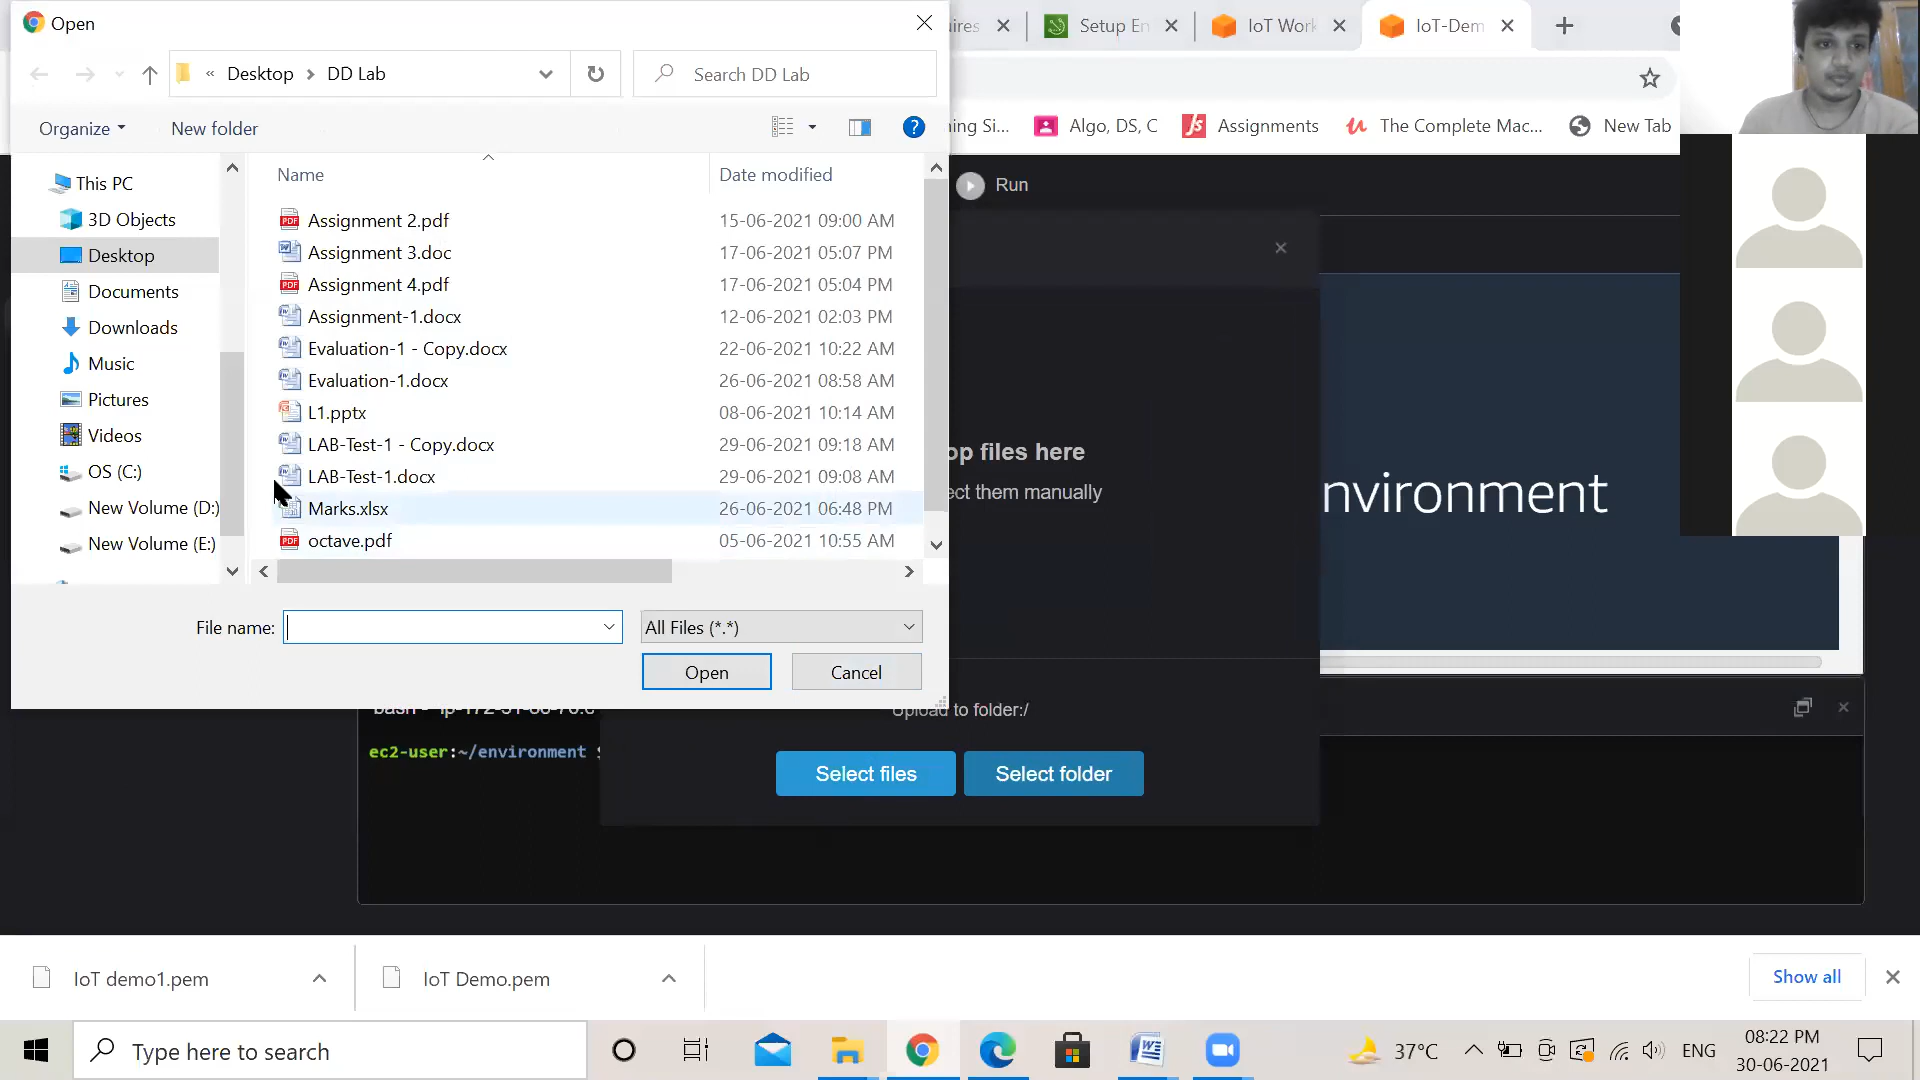 Open
« Desktop > DD Lab
Search DD Lab
Organize
New folder
This PC
3D Objects
Desktop
Documents
Downloads
Music
Pictures
Videos
OS (C:)
New Volume (D:)
New Volume (E:)
Name Date modified
Assignment 2.pdf 15-06-2021 09:00 AM
Assignment 3.doc 17-06-2021 05:07 PM
Assignment 4.pdf 17-06-2021 05:04 PM
Assignment-1.docx 12-06-2021 02:03 PM
Evaluation-1 - Copy.docx 22-06-2021 10:22 AM
Evaluation-1.docx 26-06-2021 08:58 AM
L1.pptx 08-06-2021 10:14 AM
LAB-Test-1 - Copy.docx 29-06-2021 09:18 AM
LAB-Test-1.docx 29-06-2021 09:08 AM
Marks.xlsx 26-06-2021 06:48 PM
octave.pdf 05-06-2021 10:55 AM
File name:
All Files (*.*)
Open
Cancel
ires
Setup En
IoT Work
IoT-Dem
ing Si...
Algo, DS, C
Assignments
The Complete Mac...
New Tab
Run
op files here
ect them manually
nvironment
Upload to folder:/
ec2-user:~/environment $
Select files
Select folder
IoT demo1.pem
IoT Demo.pem
Show all
Type here to search
37°C
ENG
08:22 PM
30-06-2021